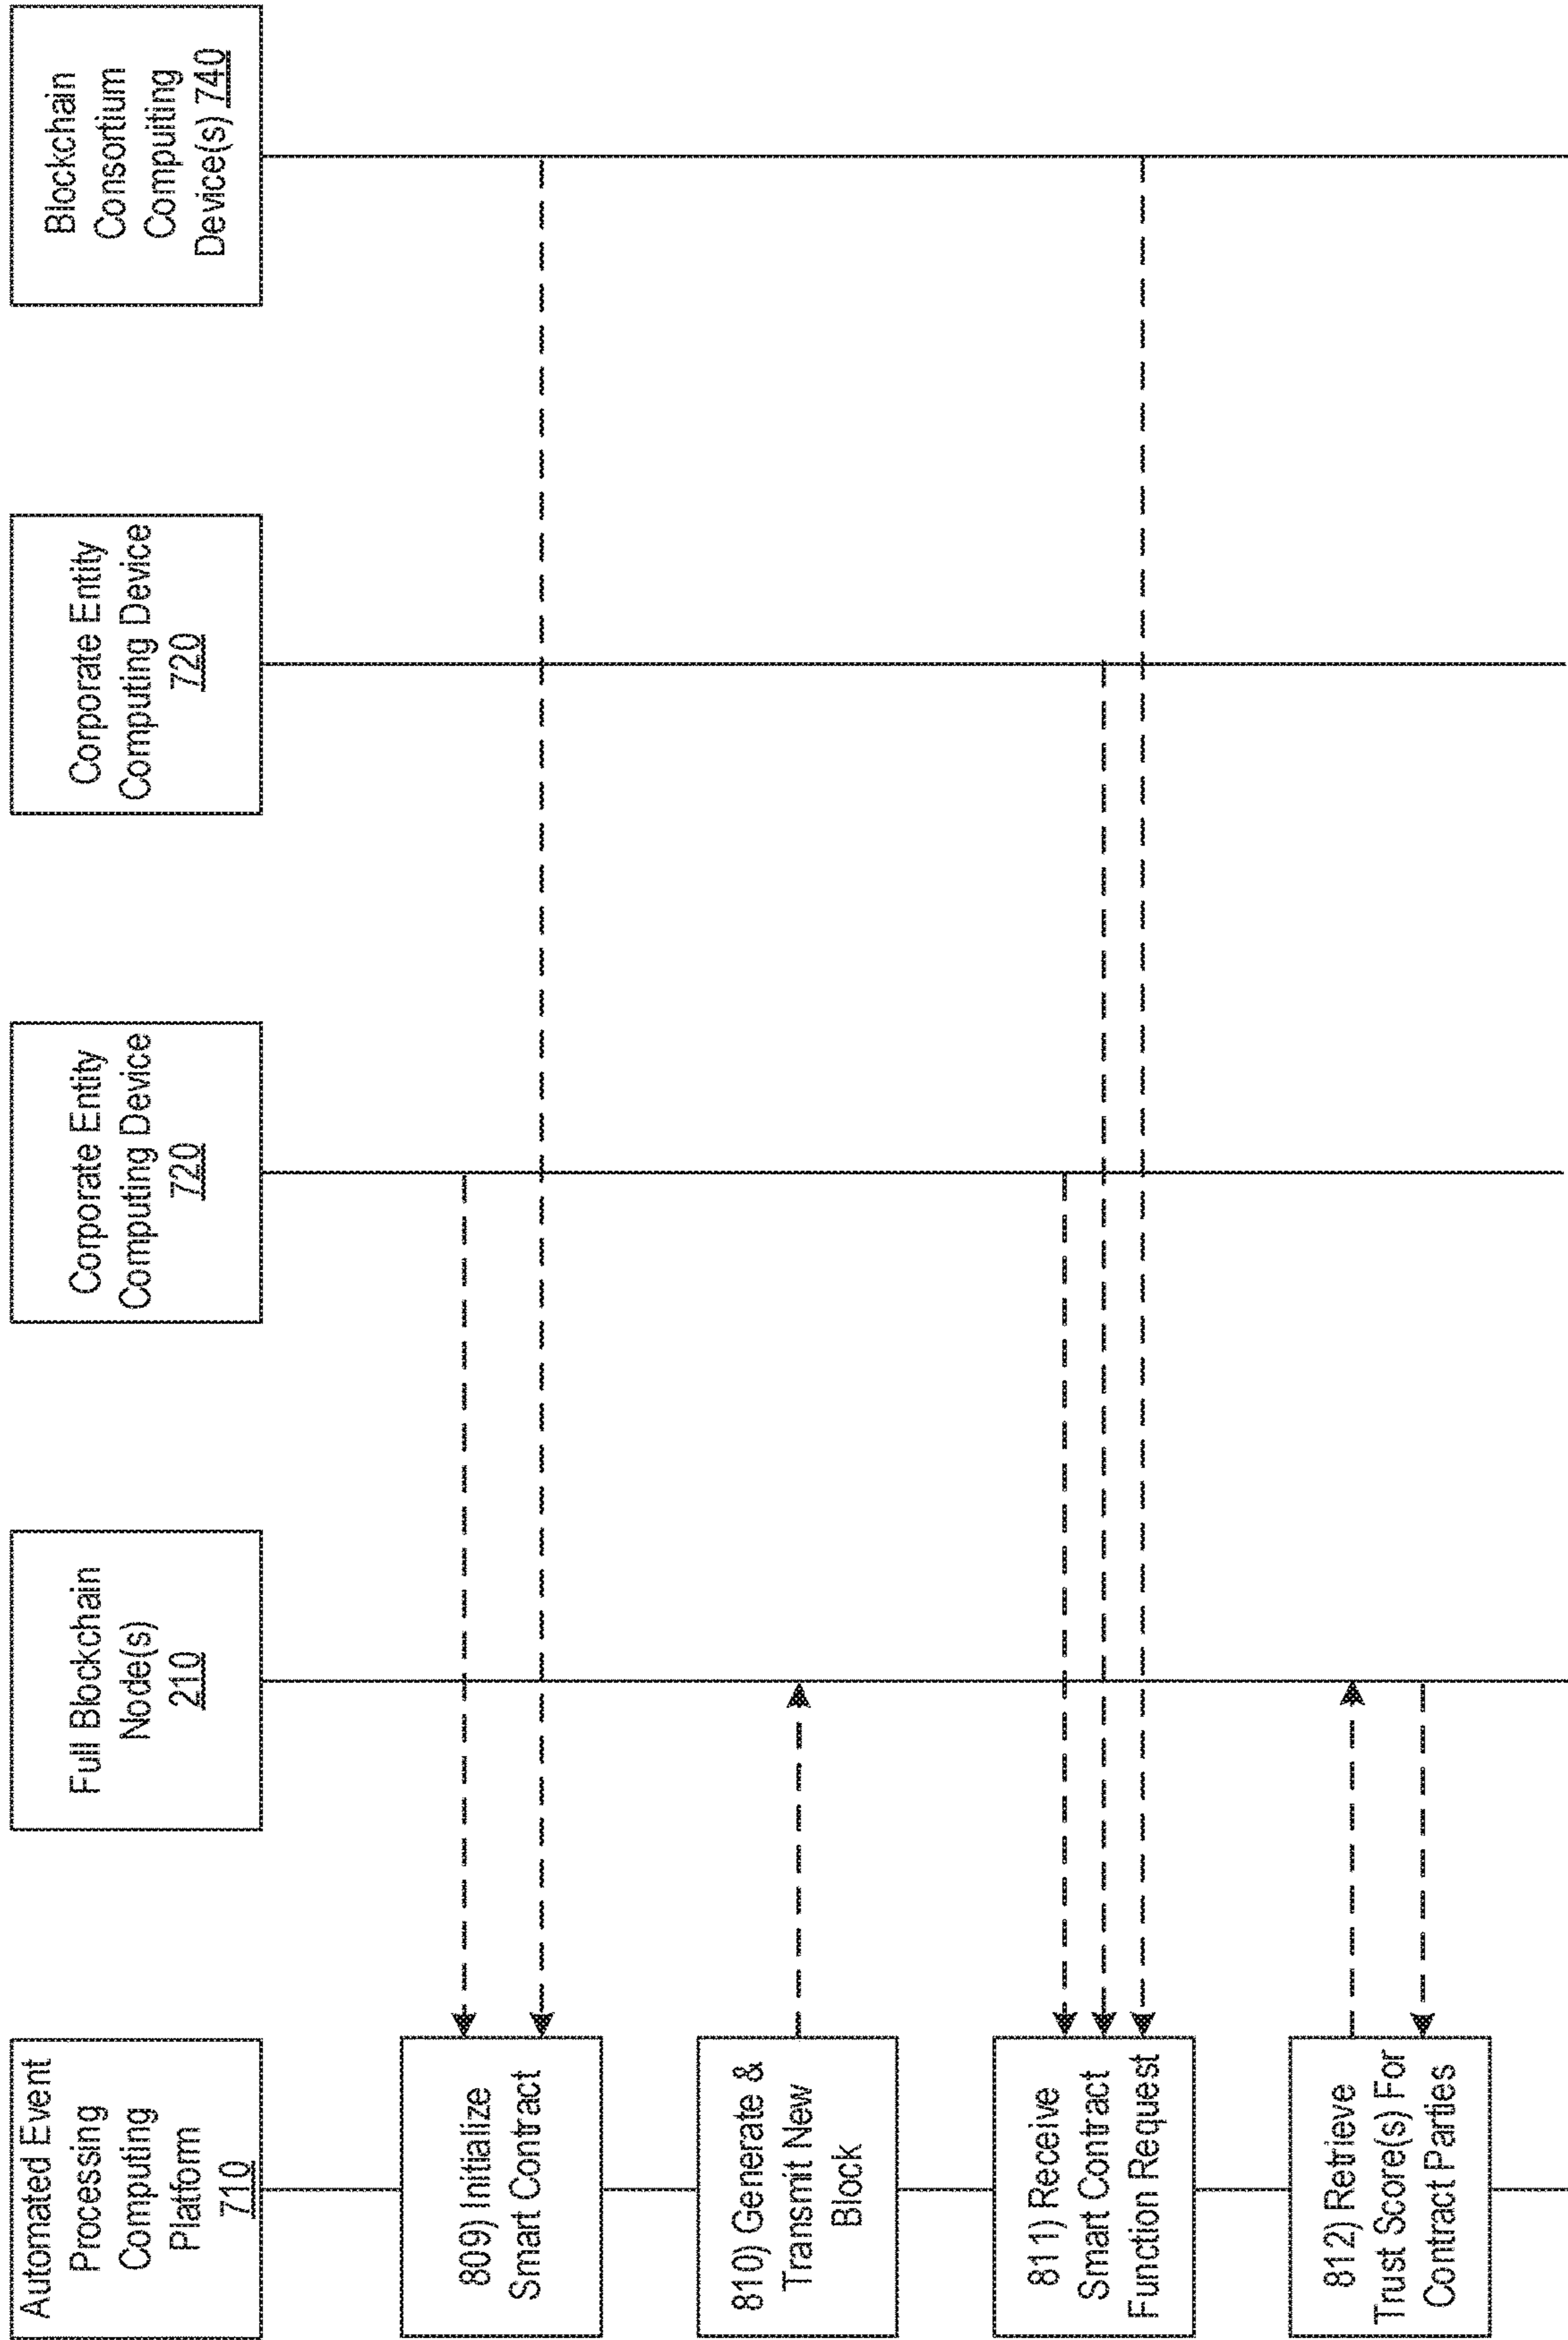 Automated Event
Processing
Computing
Platform
710
Full Blockchain
Node(s)
210
Corporate Entity
Computing Device
720
Corporate Entity
Computing Device
720
Blockchain
Consortium
Compuiting
Device(s) 740
809) Initialize
Smart Contract
810) Generate &
Transmit New
Block
811) Receive
Smart Contract
Function Request
812) Retrieve
Trust Score(s) For
Contract Parties